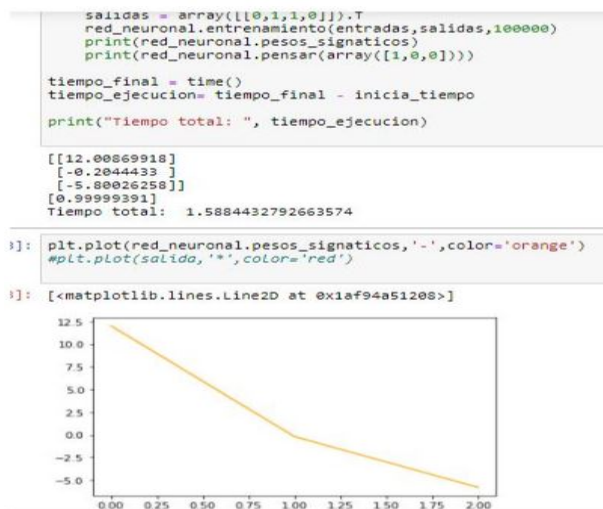 salidas = array([[0,1,1,0]]).T
red_neuronal.entrenamiento(entradas,salidas,100000)
print(red_neuronal.pesos_signaticos)
print(red_neuronal.pensar(array([1,0,0])))
tiempo_final = time()
tiempo_ejecucion= tiempo_final - inicia_tiempo
print("Tiempo total: ", tiempo_ejecucion)
[[12.00869918]
[-0.2044433 ]
[-5.80026258]]
[0.99999391]
Tiempo total:  1.5884432792663574
]: plt.plot(red_neuronal.pesos_signaticos,'-',color='orange')
#plt.plot(salida,'*',color='red')
]: [<matplotlib.lines.Line2D at 0x1af94a51208>]
12.5
10.0
7.5
5.0
2.5
0.0
−2.5
−5.0
0.00 0.25 0.50 0.75 1.00 1.25 1.50 1.75 2.00